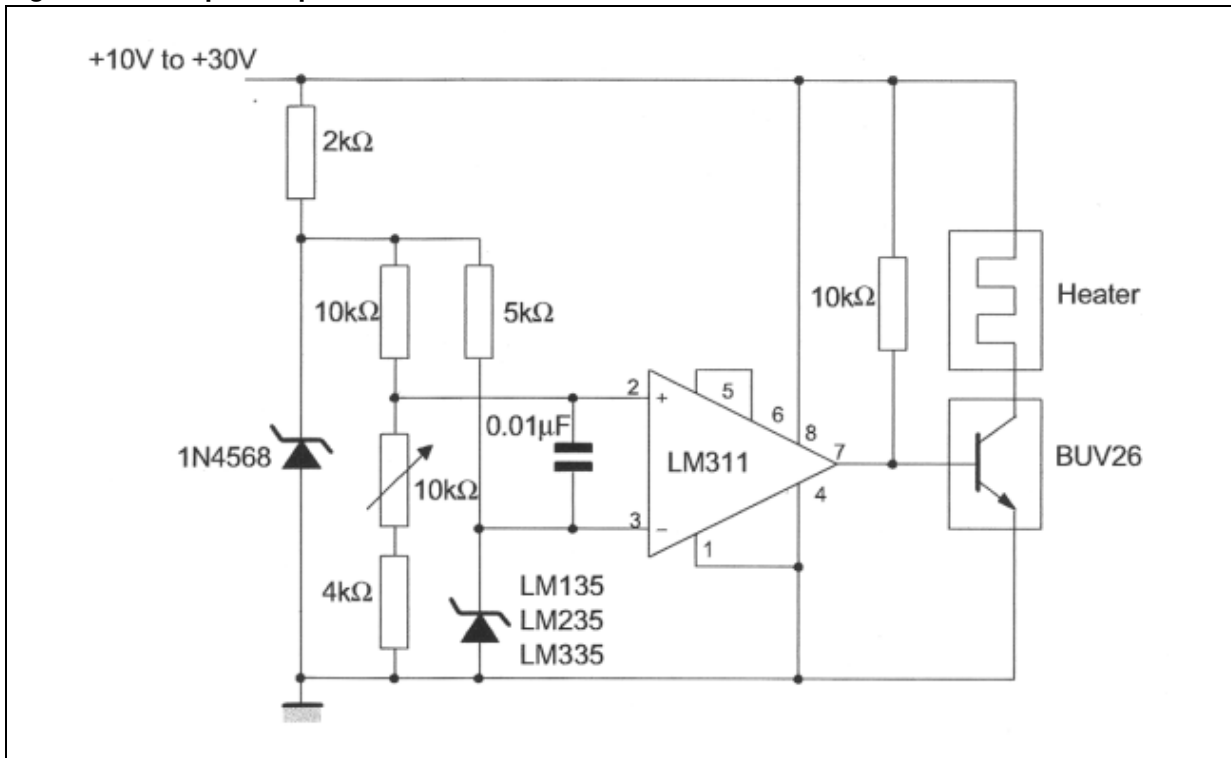 +10V to +30V
2kΩ
10kΩ
5kΩ
10kΩ
Heater
0.01μF
2
+
5
6
8
7
LM311
1N4568
10kΩ
3
−
4
1
BUV26
4kΩ
LM135
LM235
LM335